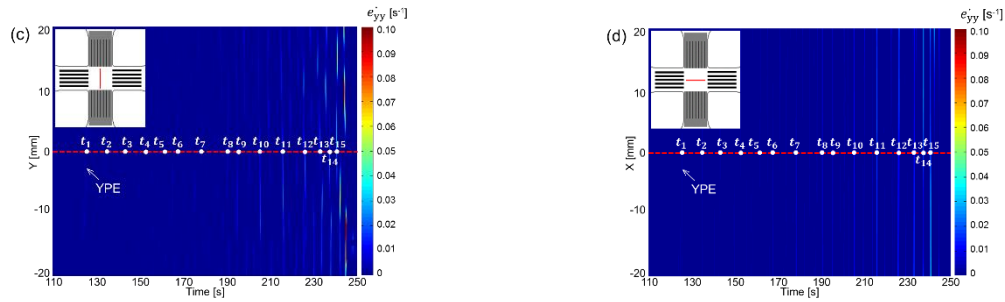 (c)
ėyy [s⁻¹]
20
10
0
-10
-20
Y [mm]
t1 t2 t3 t4 t5 t6 t7 t8 t9 t10 t11 t12 t13 t15
t14
YPE
110 130 150 170 190 210 230 250
Time [s]
0.10
0.09
0.08
0.07
0.06
0.05
0.04
0.03
0.02
0.01
0
(d)
ėyy [s⁻¹]
20
10
0
-10
-20
X [mm]
t1 t2 t3 t4 t5 t6 t7 t8 t9 t10 t11 t12 t13 t15
t14
YPE
110 130 150 170 190 210 230 250
Time [s]
0.10
0.09
0.08
0.07
0.06
0.05
0.04
0.03
0.02
0.01
0